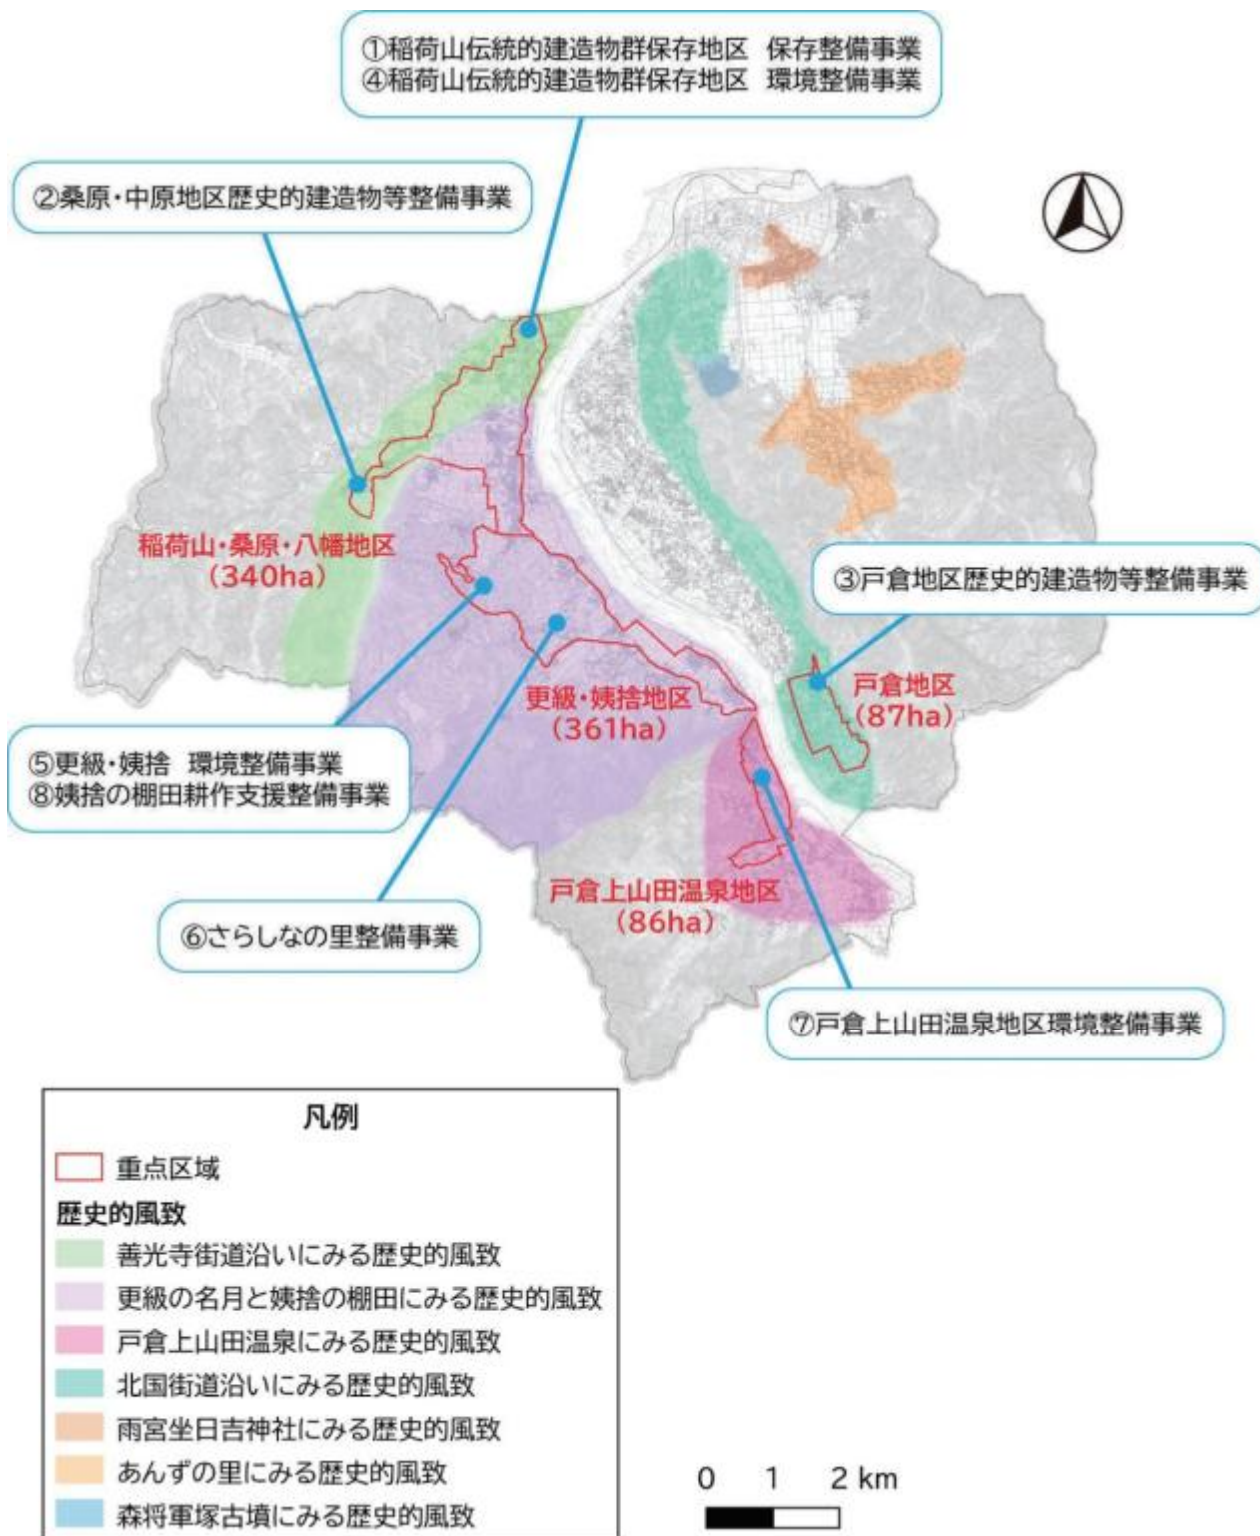 ①稲荷山伝統的建造物群保存地区 保存整備事業
④稲荷山伝統的建造物群保存地区 環境整備事業
②桑原・中原地区歴史的建造物等整備事業
稲荷山・桑原・八幡地区
(340ha)
③戸倉地区歴史的建造物等整備事業
更級・姨捨地区
(361ha)
戸倉地区
(87ha)
⑤更級・姨捨 環境整備事業
⑧姨捨の棚田耕作支援整備事業
戸倉上山田温泉地区
(86ha)
⑥さらしなの里整備事業
⑦戸倉上山田温泉地区環境整備事業
凡例
重点区域
歴史的風致
善光寺街道沿いにみる歴史的風致
更級の名月と姨捨の棚田にみる歴史的風致
戸倉上山田温泉にみる歴史的風致
北国街道沿いにみる歴史的風致
雨宮坐日吉神社にみる歴史的風致
あんずの里にみる歴史的風致
森将軍塚古墳にみる歴史的風致
0 1 2 km